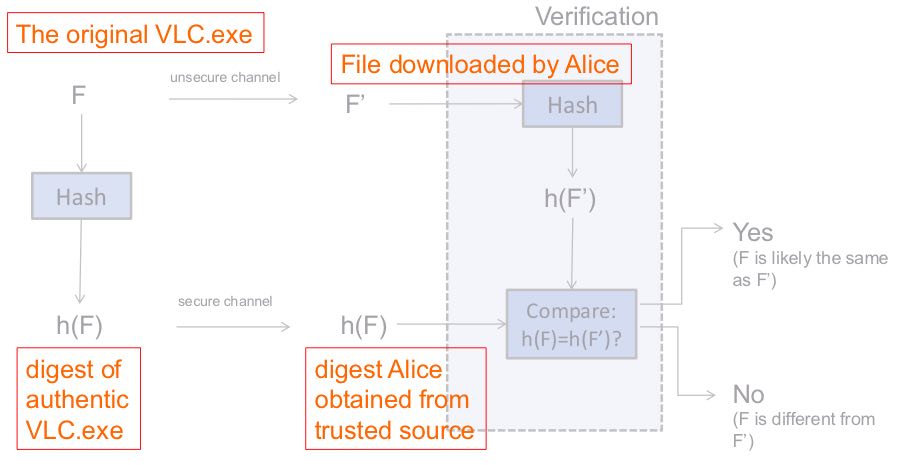 Verification
The original VLC.exe
File downloaded by Alice
unsecure channel
F
F’
Hash
Hash
h(F’)
Yes
(F is likely the same
as F’)
secure channel
h(F)
h(F)
Compare:
h(F)=h(F’)?
digest of
authentic
VLC.exe
digest Alice
obtained from
trusted source
No
(F is different from
F’)